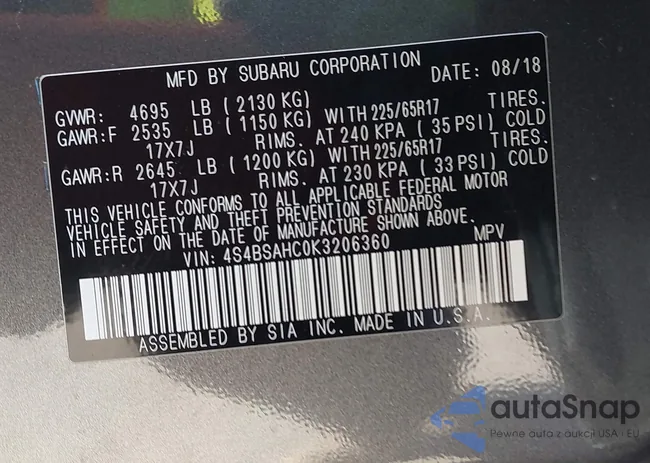 MFD BY SUBARU CORPORATION DATE: 08/18
GVWR: 4695 LB ( 2130 KG)
GAWR:F 2535 LB ( 1150 KG) WITH 225/65R17 TIRES.
17X7J RIMS. AT 240 KPA ( 35 PSI) COLD
GAWR:R 2645 LB ( 1200 KG) WITH 225/65R17 TIRES.
17X7J RIMS. AT 230 KPA ( 33 PSI) COLD
THIS VEHICLE CONFORMS TO ALL APPLICABLE FEDERAL MOTOR
VEHICLE SAFETY AND THEFT PREVENTION STANDARDS
IN EFFECT ON THE DATE OF MANUFACTURE SHOWN ABOVE.
VIN: 4S4BSAHC0K3206360 MPV
ASSEMBLED BY SIA INC. MADE IN U.S.A.
autoSnap
Pewne auta z aukcji USA - EU